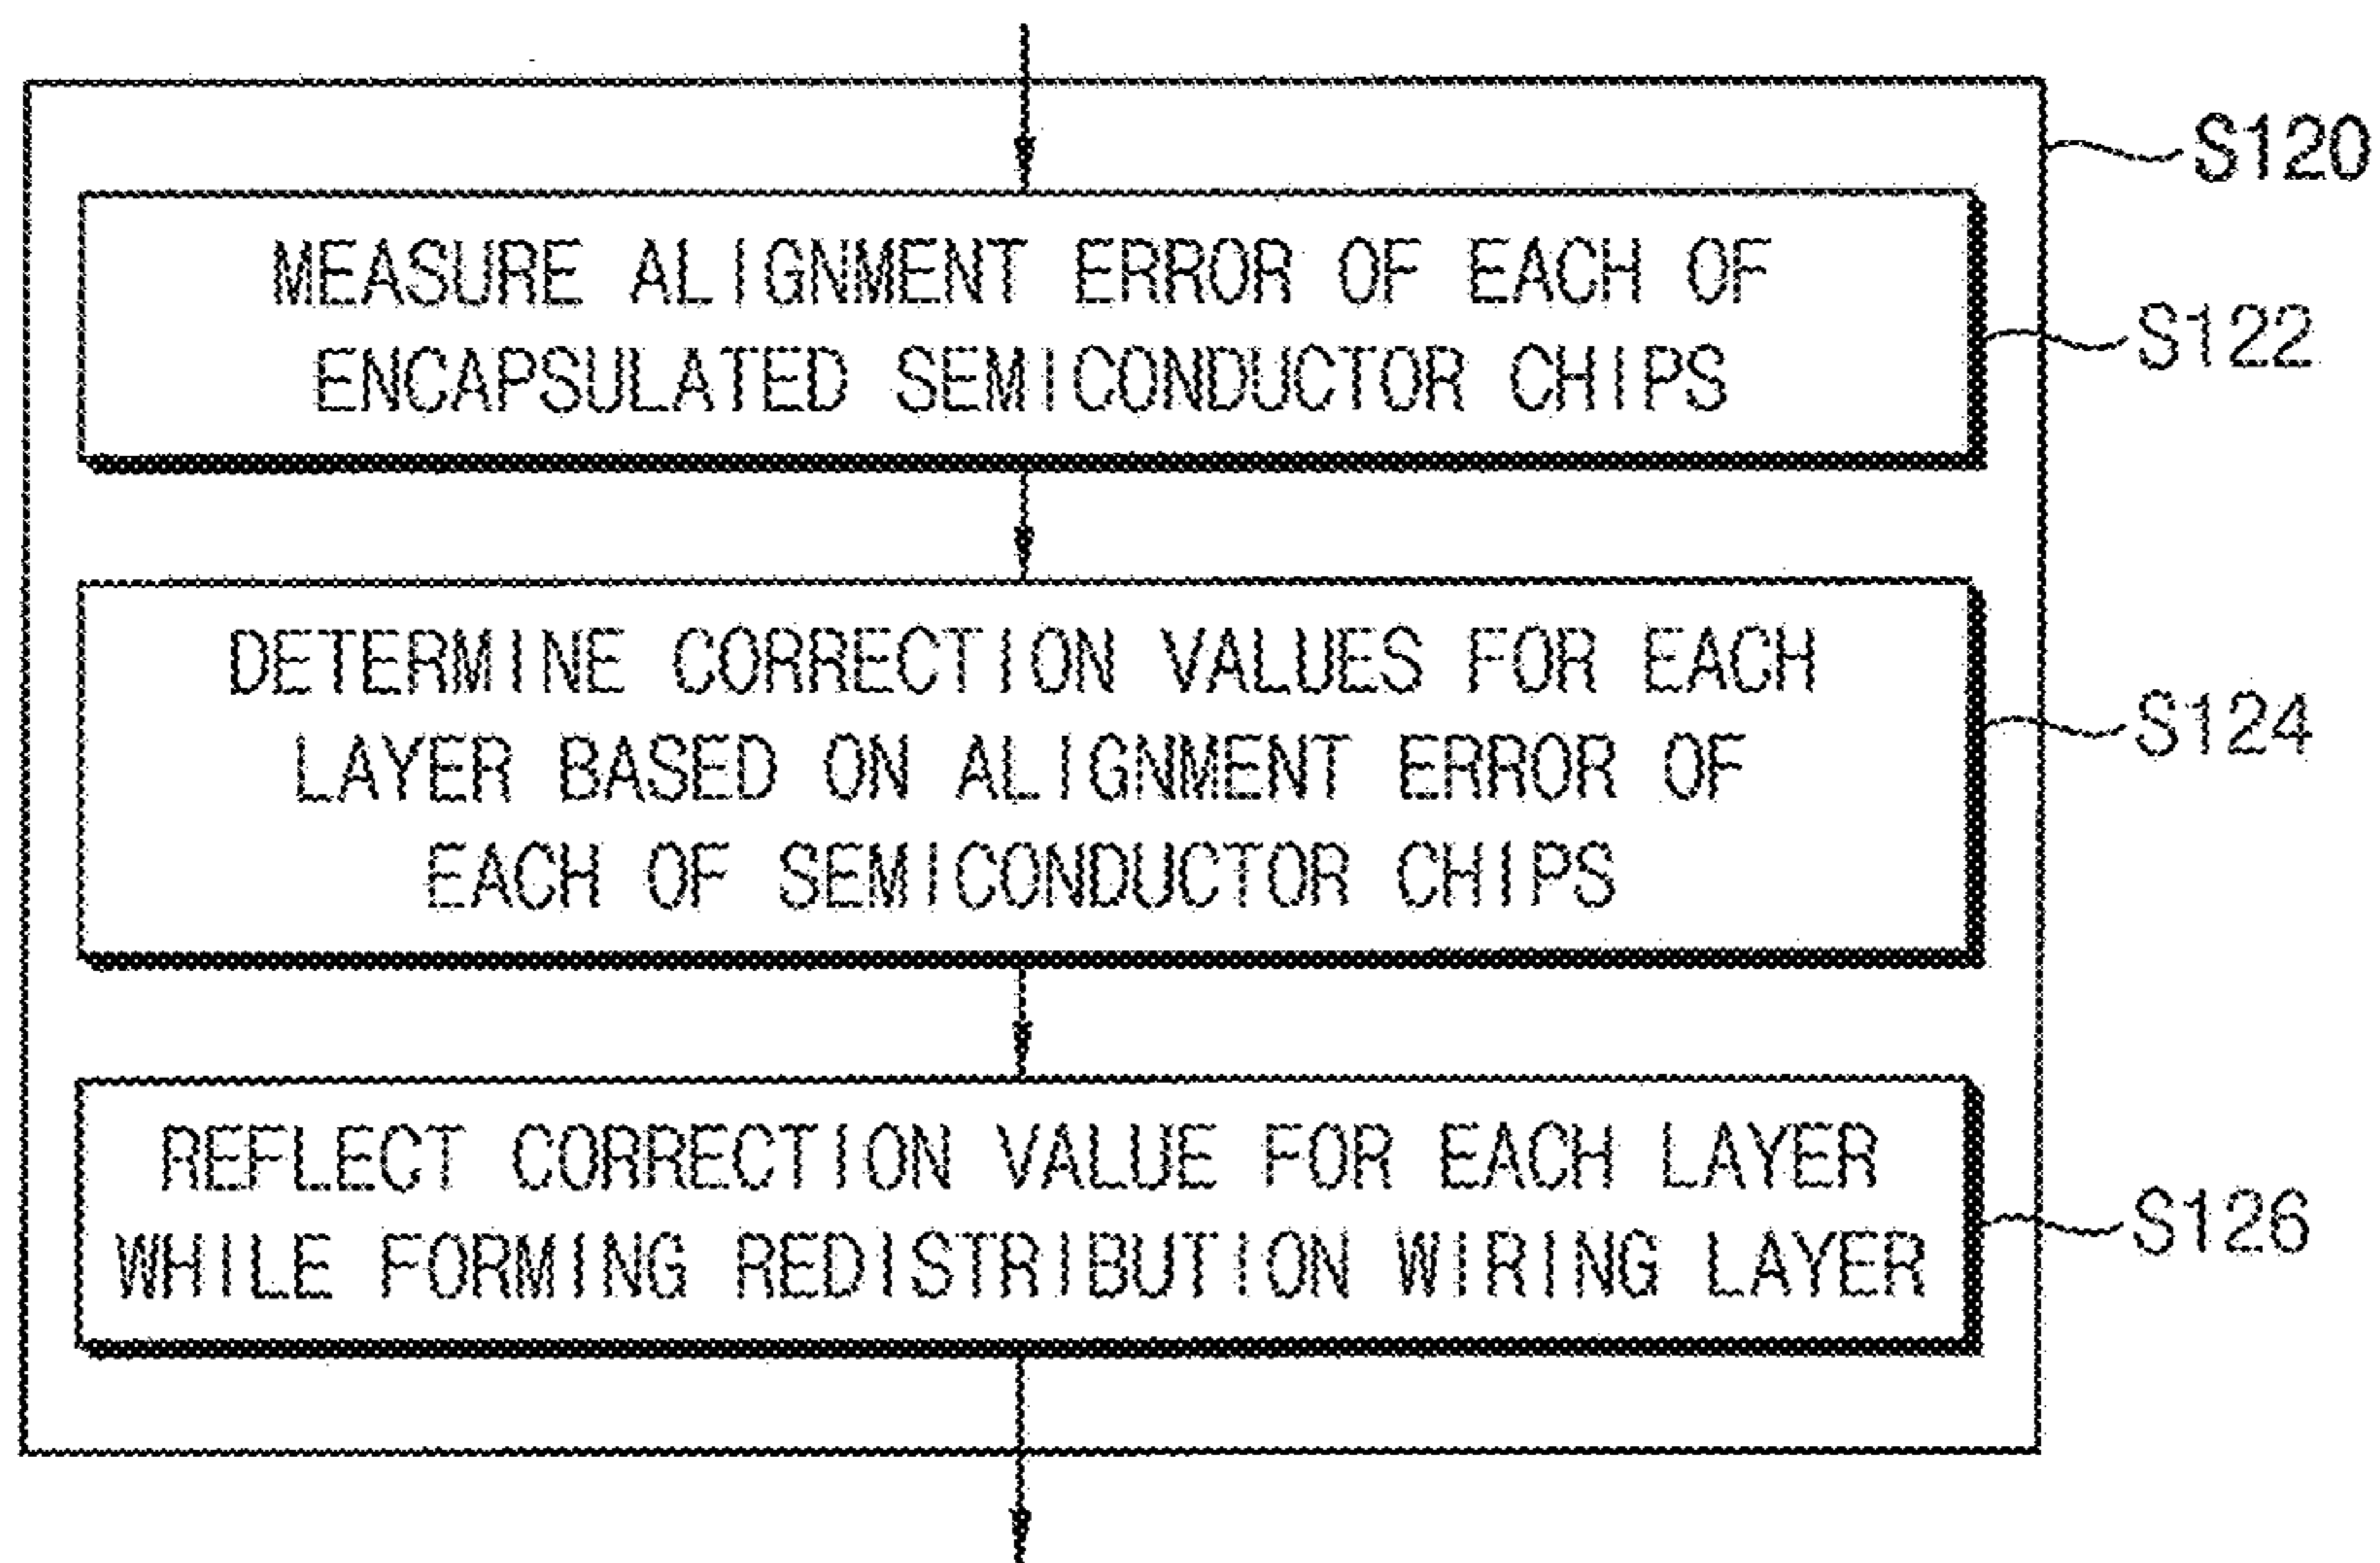 S120
MEASURE ALIGNMENT ERROR OF EACH OF
ENCAPSULATED SEMICONDUCTOR CHIPS
S122
DETERMINE CORRECTION VALUES FOR EACH
LAYER BASED ON ALIGNMENT ERROR OF
EACH OF SEMICONDUCTOR CHIPS
S124
REFLECT CORRECTION VALUE FOR EACH LAYER
WHILE FORMING REDISTRIBUTION WIRING LAYER
S126